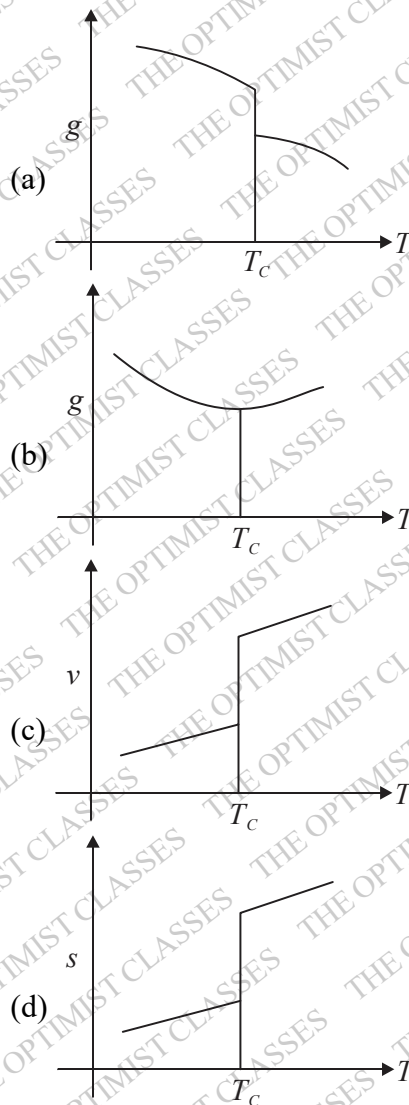 g
(a)
T_C
T
g
(b)
T_C
T
v
(c)
T_C
T
s
(d)
T_C
T
THE OPTIMIST CLASSES